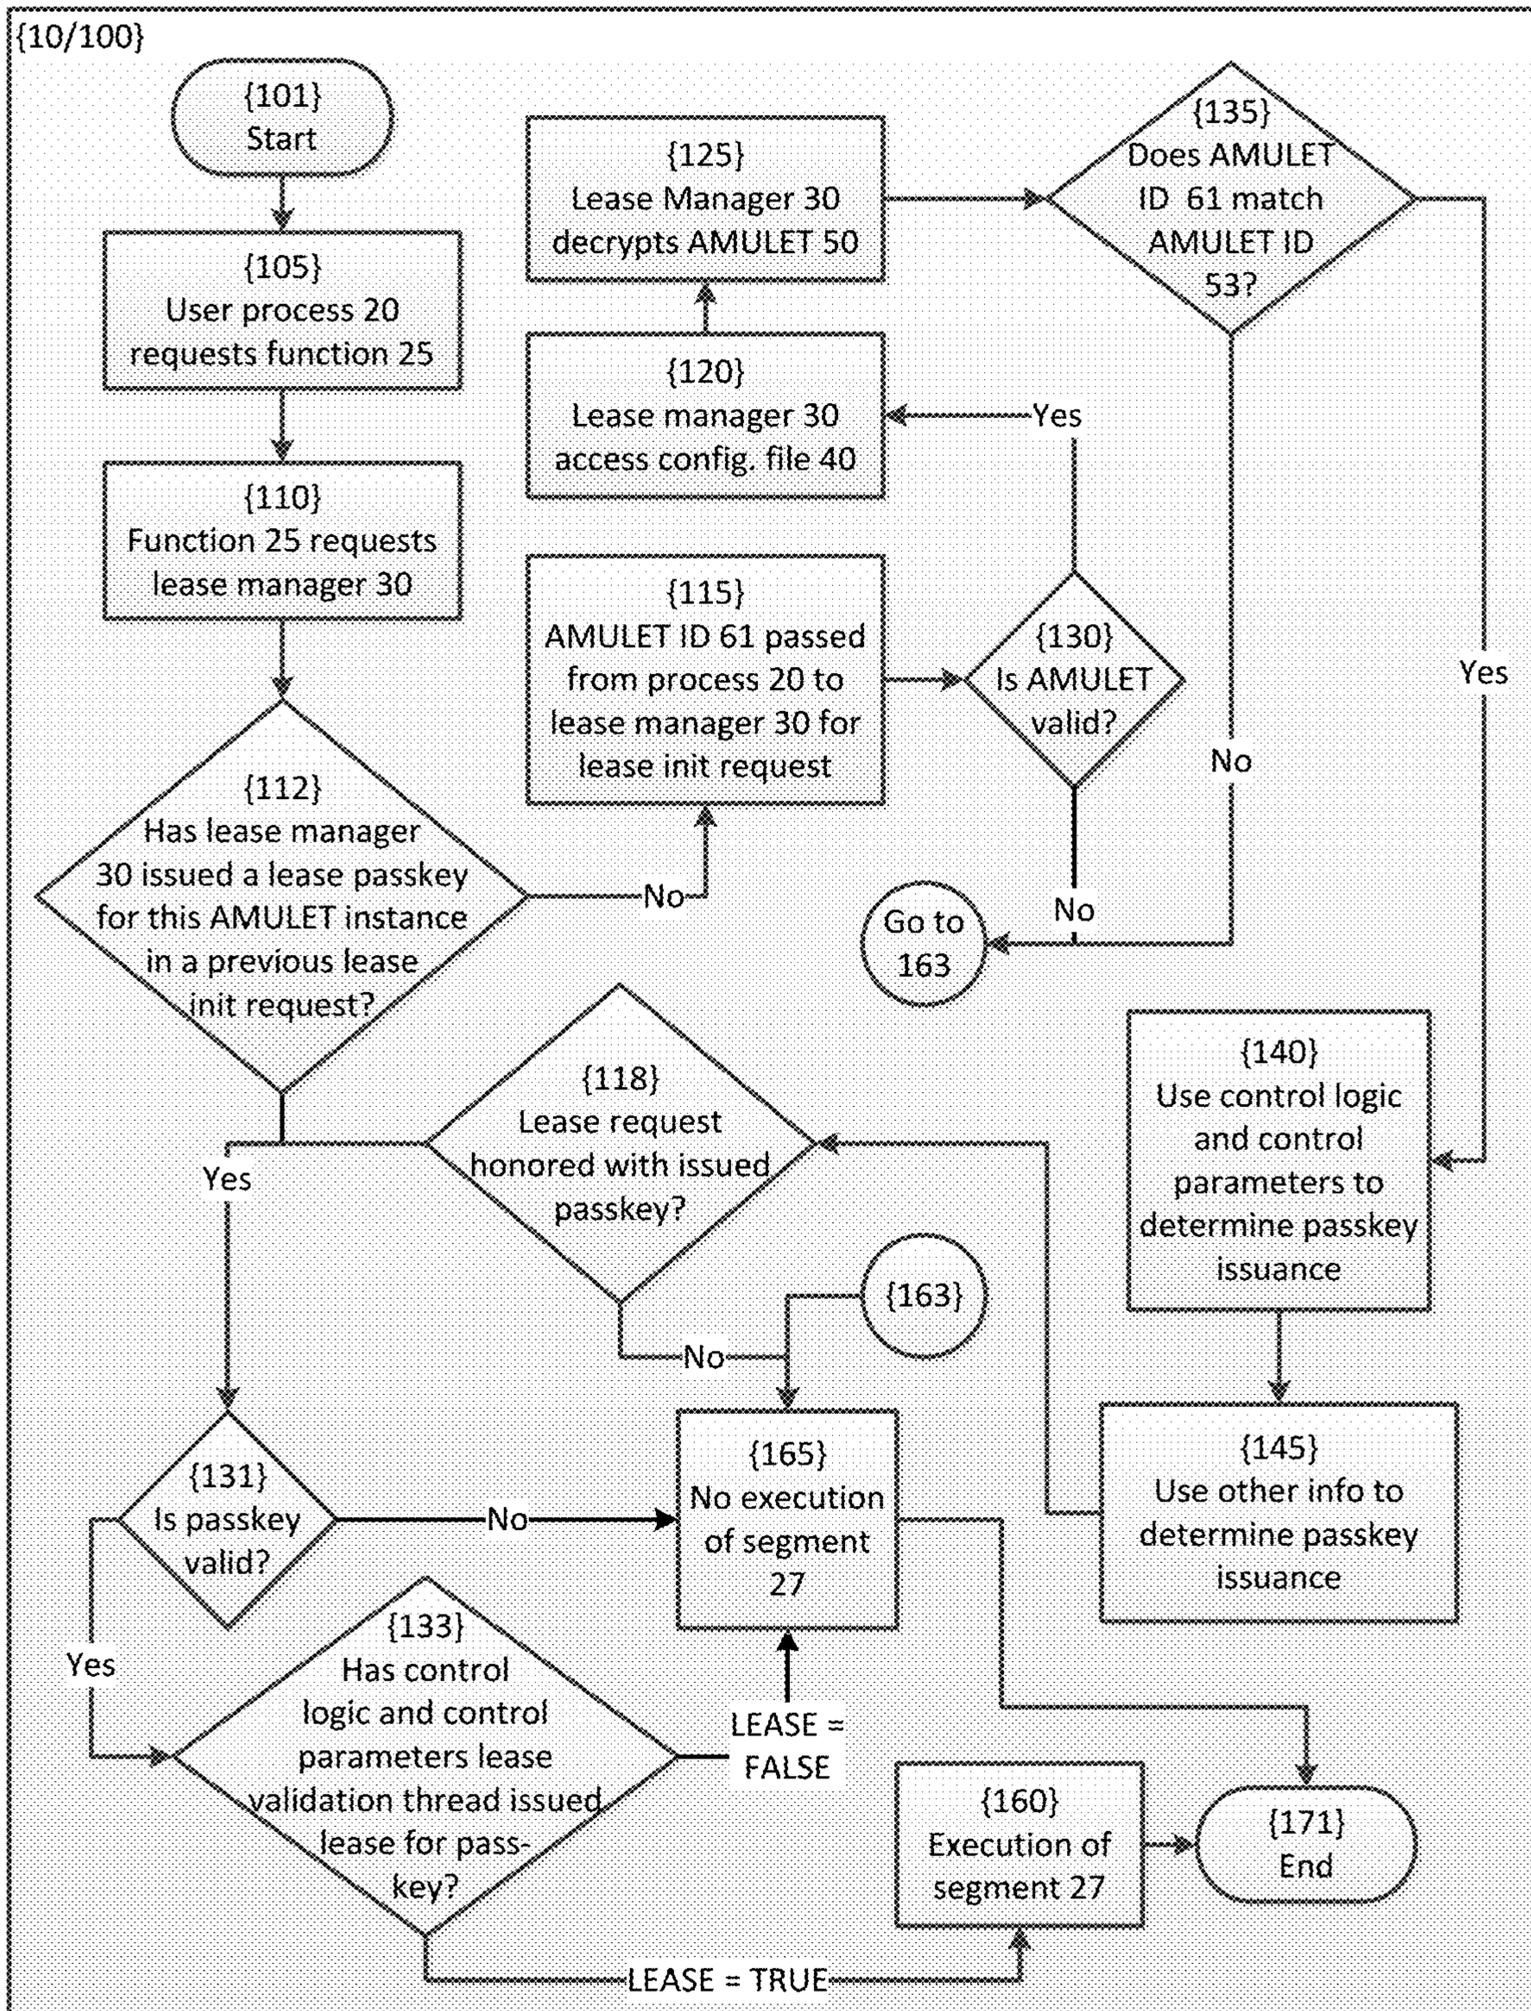 {10/100}
{101}
Start
{105}
User process 20
requests function 25
{110}
Function 25 requests
lease manager 30
{112}
Has lease manager
30 issued a lease passkey
for this AMULET instance
in a previous lease
init request?
No
Yes
{115}
AMULET ID 61 passed
from process 20 to
lease manager 30 for
lease init request
{130}
Is AMULET
valid?
Yes
No
{120}
Lease manager 30
access config. file 40
{125}
Lease Manager 30
decrypts AMULET 50
{135}
Does AMULET
ID 61 match
AMULET ID
53?
Yes
No
Go to
163
{140}
Use control logic
and control
parameters to
determine passkey
issuance
{145}
Use other info to
determine passkey
issuance
{118}
Lease request
honored with issued
passkey?
No
{163}
{131}
Is passkey
valid?
No
Yes
{165}
No execution
of segment
27
{133}
Has control
logic and control
parameters lease
validation thread issued
lease for pass-
key?
LEASE =
FALSE
LEASE = TRUE
{160}
Execution of
segment 27
{171}
End